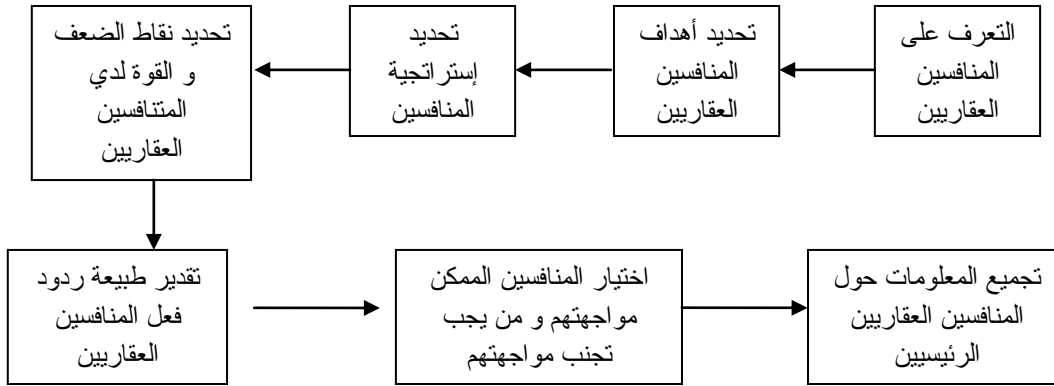 التعرف على
المنافسين
العقاريين
تحديد أهداف
المنافسين
العقاريين
تحديد
إستراتجية
المنافسين
تحديد نقاط الضعف
و القوة لدي
المتنافسين
العقاريين
تقدير طبيعة ردود
فعل المنافسين
العقاريين
اختيار المنافسين الممكن
مواجهتهم و من يجب
تجنب مواجهتهم
تجميع المعلومات حول
المنافسين العقاريين
الرئيسيين